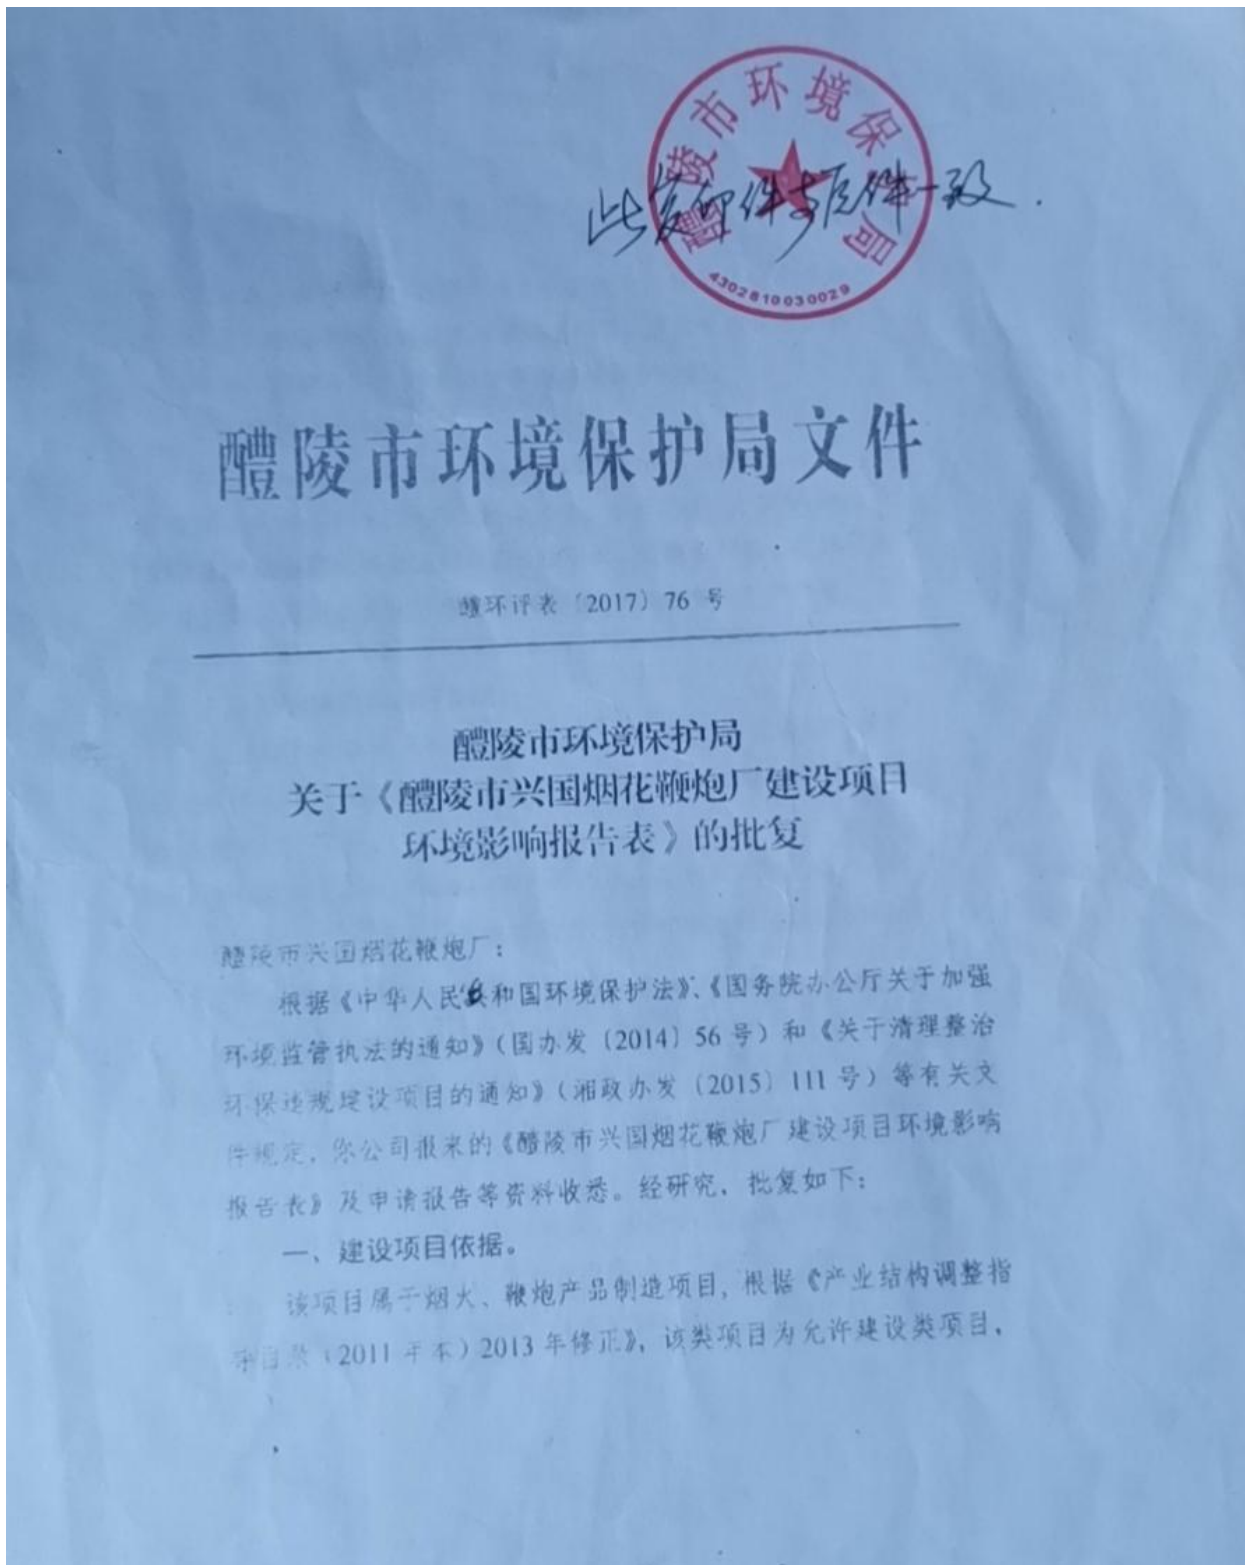 醴陵市环境保护局
此复印件与原件一致.
4302810030029
醴陵市环境保护局文件
醴环评表〔2017〕76 号
醴陵市环境保护局
关于《醴陵市兴国烟花鞭炮厂建设项目
环境影响报告表》的批复
醴陵市兴国烟花鞭炮厂：
根据《中华人民共和国环境保护法》、《国务院办公厅关于加强
环境监管执法的通知》（国办发〔2014〕56 号）和《关于清理整治
环保违规建设项目的通知》（湘政办发〔2015〕111 号）等有关文
件规定，你公司报来的《醴陵市兴国烟花鞭炮厂建设项目环境影响
报告表》及申请报告等资料收悉。经研究，批复如下：
一、建设项目依据。
该项目属于烟火、鞭炮产品制造项目，根据《产业结构调整指
导目录（2011 年本）2013 年修正》，该类项目为允许建设类项目，